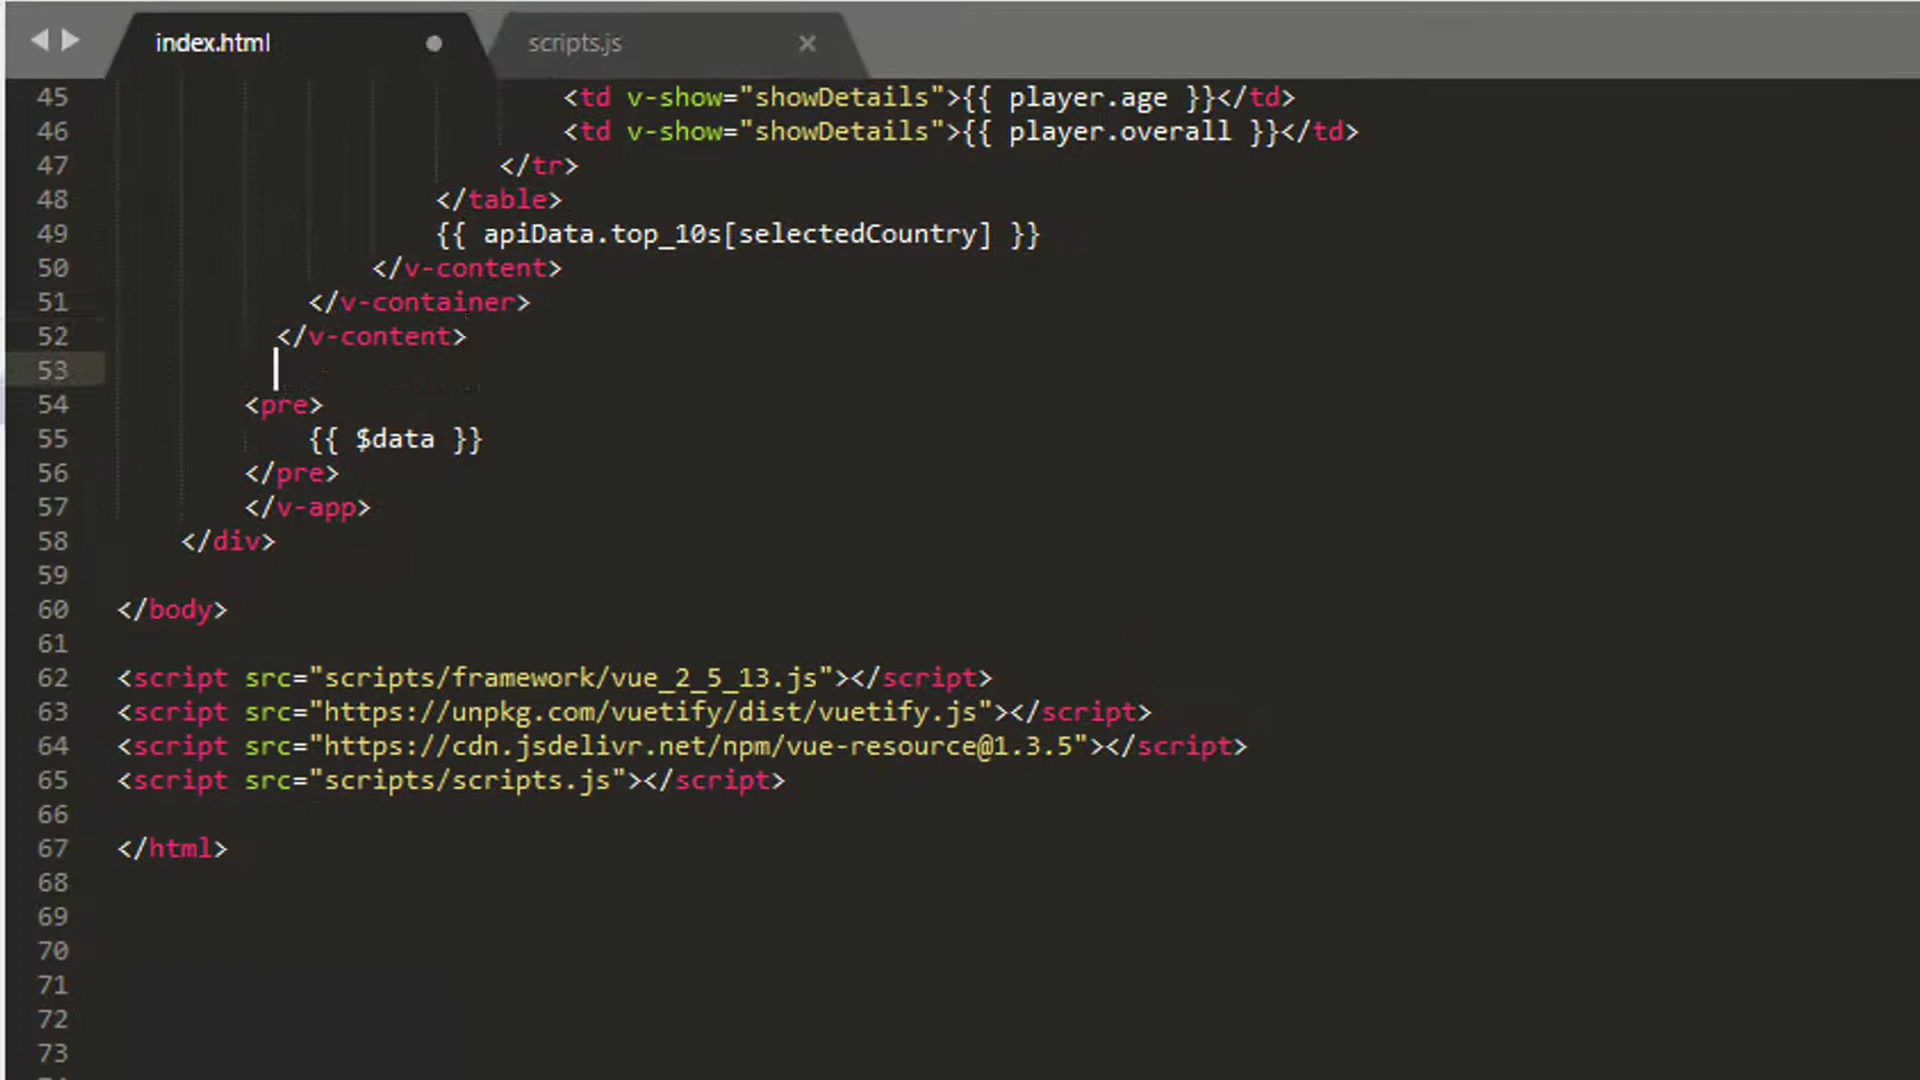 index.html
scripts.js
45 <td v-show="showDetails">{{ player.age }}</td>
46 <td v-show="showDetails">{{ player.overall }}</td>
47 </tr>
48 </table>
49 {{ apiData.top_10s[selectedCountry] }}
50 </v-content>
51 </v-container>
52 </v-content>
53
54 <pre>
55 {{ $data }}
56 </pre>
57 </v-app>
58 </div>
59
60 </body>
61
62 <script src="scripts/framework/vue_2_5_13.js"></script>
63 <script src="https://unpkg.com/vuetify/dist/vuetify.js"></script>
64 <script src="https://cdn.jsdelivr.net/npm/vue-resource@1.3.5"></script>
65 <script src="scripts/scripts.js"></script>
66
67 </html>
68
69
70
71
72
73